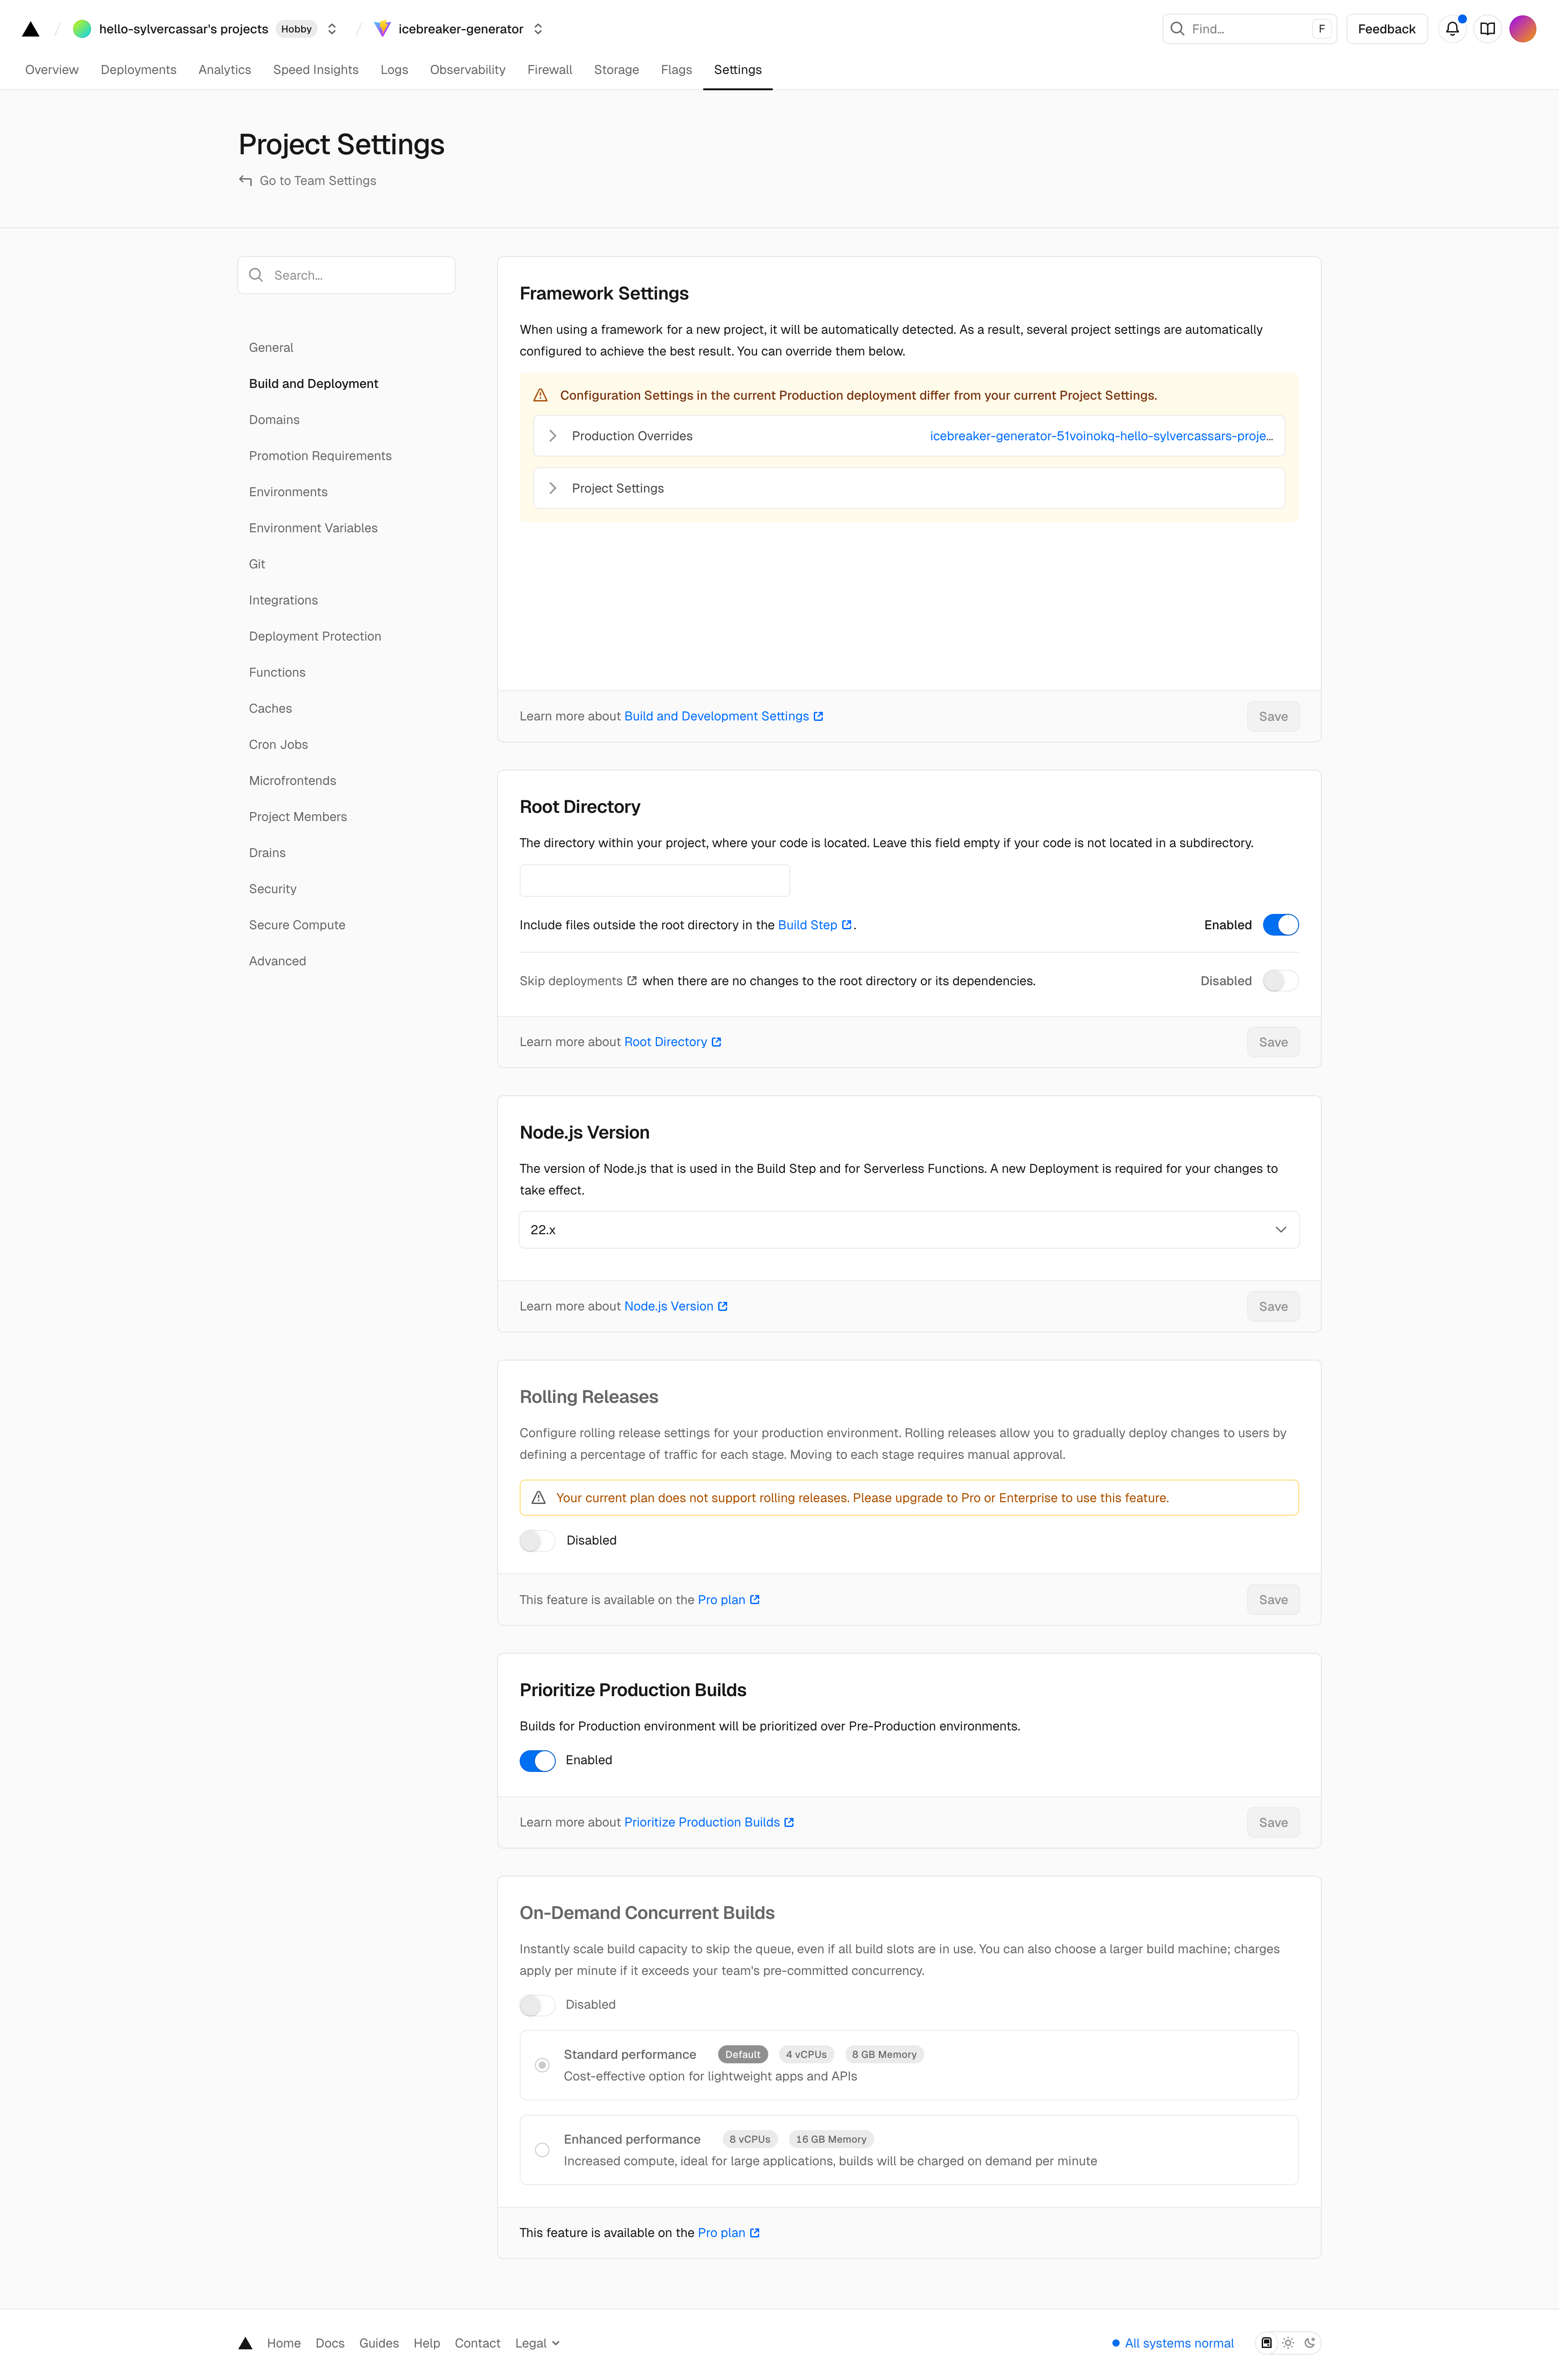 hello-sylvercassar's projects Hobby icebreaker-generator Find... F Feedback
Overview Deployments Analytics Speed Insights Logs Observability Firewall Storage Flags Settings
Project Settings
Go to Team Settings
Search...
General
Build and Deployment
Domains
Promotion Requirements
Environments
Environment Variables
Git
Integrations
Deployment Protection
Functions
Caches
Cron Jobs
Microfrontends
Project Members
Drains
Security
Secure Compute
Advanced
Framework Settings
When using a framework for a new project, it will be automatically detected. As a result, several project settings are automatically
configured to achieve the best result. You can override them below.
Configuration Settings in the current Production deployment differ from your current Project Settings.
Production Overrides icebreaker-generator-51voinokq-hello-sylvercassars-proje...
Project Settings
Learn more about Build and Development Settings Save
Root Directory
The directory within your project, where your code is located. Leave this field empty if your code is not located in a subdirectory.
Include files outside the root directory in the Build Step . Enabled
Skip deployments when there are no changes to the root directory or its dependencies. Disabled
Learn more about Root Directory Save
Node.js Version
The version of Node.js that is used in the Build Step and for Serverless Functions. A new Deployment is required for your changes to
take effect.
22.x
Learn more about Node.js Version Save
Rolling Releases
Configure rolling release settings for your production environment. Rolling releases allow you to gradually deploy changes to users by
defining a percentage of traffic for each stage. Moving to each stage requires manual approval.
Your current plan does not support rolling releases. Please upgrade to Pro or Enterprise to use this feature.
Disabled
This feature is available on the Pro plan Save
Prioritize Production Builds
Builds for Production environment will be prioritized over Pre-Production environments.
Enabled
Learn more about Prioritize Production Builds Save
On-Demand Concurrent Builds
Instantly scale build capacity to skip the queue, even if all build slots are in use. You can also choose a larger build machine; charges
apply per minute if it exceeds your team's pre-committed concurrency.
Disabled
Standard performance Default 4 vCPUs 8 GB Memory
Cost-effective option for lightweight apps and APIs
Enhanced performance 8 vCPUs 16 GB Memory
Increased compute, ideal for large applications, builds will be charged on demand per minute
This feature is available on the Pro plan
Home Docs Guides Help Contact Legal All systems normal